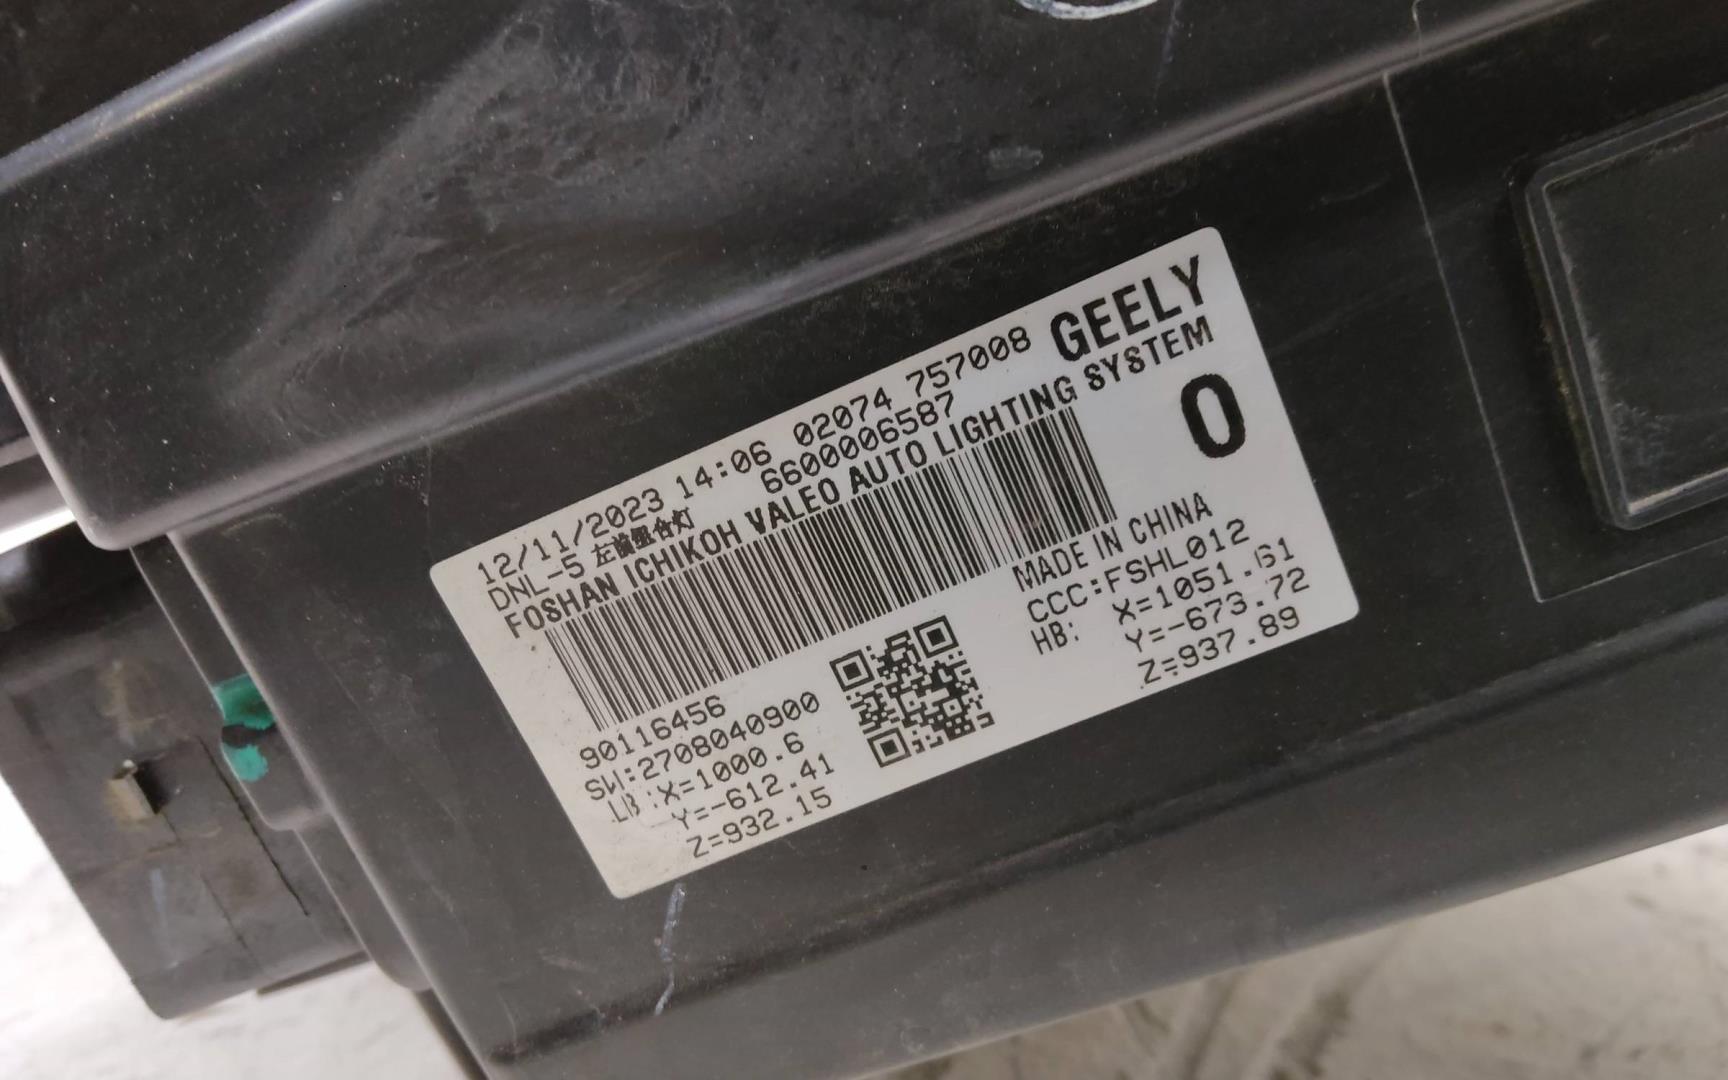 12/11/2023 14:06 02074 757008 GEELY
DNL-5 左前组合灯 6600006587
FOSHAN ICHIKOH VALEO AUTO LIGHTING SYSTEM
0
90116456
SW:2708040900
LB:X=1000.6
Y=-612.41
Z=932.15
MADE IN CHINA
CCC:FSHL012
HB: X=1051.61
Y=-673.72
Z=937.89